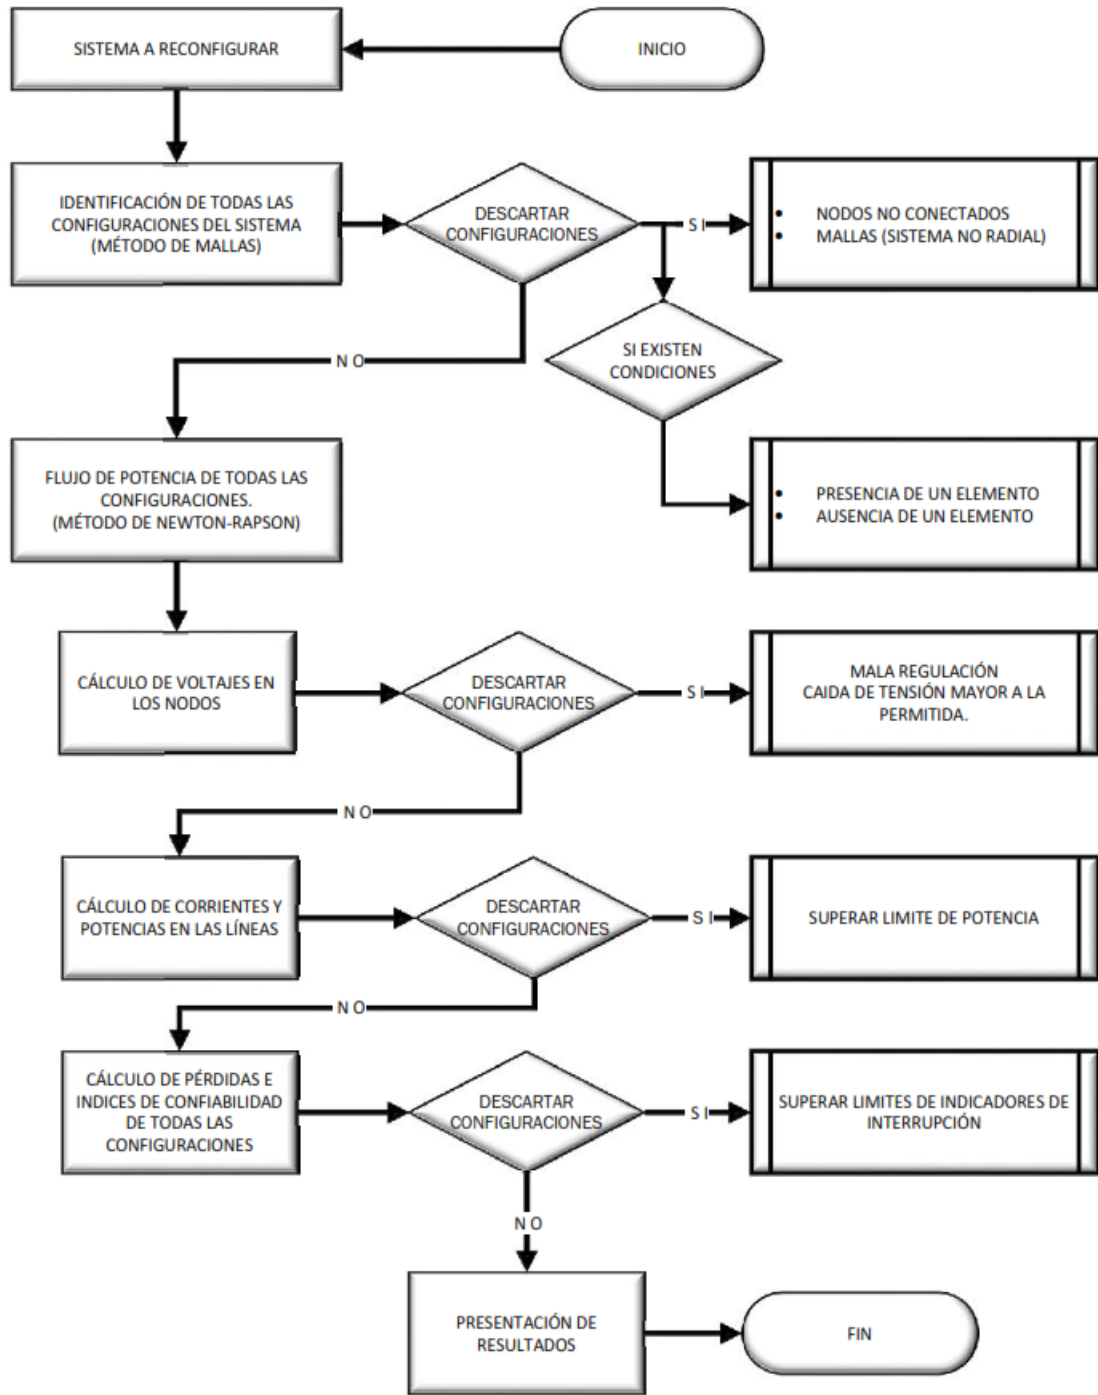 SISTEMA A RECONFIGURAR
INICIO
IDENTIFICACIÓN DE TODAS LAS
CONFIGURACIONES DEL SISTEMA
(MÉTODO DE MALLAS)
DESCARTAR
CONFIGURACIONES
S I
• NODOS NO CONECTADOS
• MALLAS (SISTEMA NO RADIAL)
N O
SI EXISTEN
CONDICIONES
FLUJO DE POTENCIA DE TODAS LAS
CONFIGURACIONES.
(MÉTODO DE NEWTON-RAPSON)
• PRESENCIA DE UN ELEMENTO
• AUSENCIA DE UN ELEMENTO
CÁLCULO DE VOLTAJES EN
LOS NODOS
DESCARTAR
CONFIGURACIONES
S I
MALA REGULACIÓN
CAIDA DE TENSIÓN MAYOR A LA
PERMITIDA.
N O
CÁLCULO DE CORRIENTES Y
POTENCIAS EN LAS LÍNEAS
DESCARTAR
CONFIGURACIONES
S I
SUPERAR LIMITE DE POTENCIA
N O
CÁLCULO DE PÉRDIDAS E
INDICES DE CONFIABILIDAD
DE TODAS LAS
CONFIGURACIONES
DESCARTAR
CONFIGURACIONES
S I
SUPERAR LIMITES DE INDICADORES DE
INTERRUPCIÓN
N O
PRESENTACIÓN DE
RESULTADOS
FIN